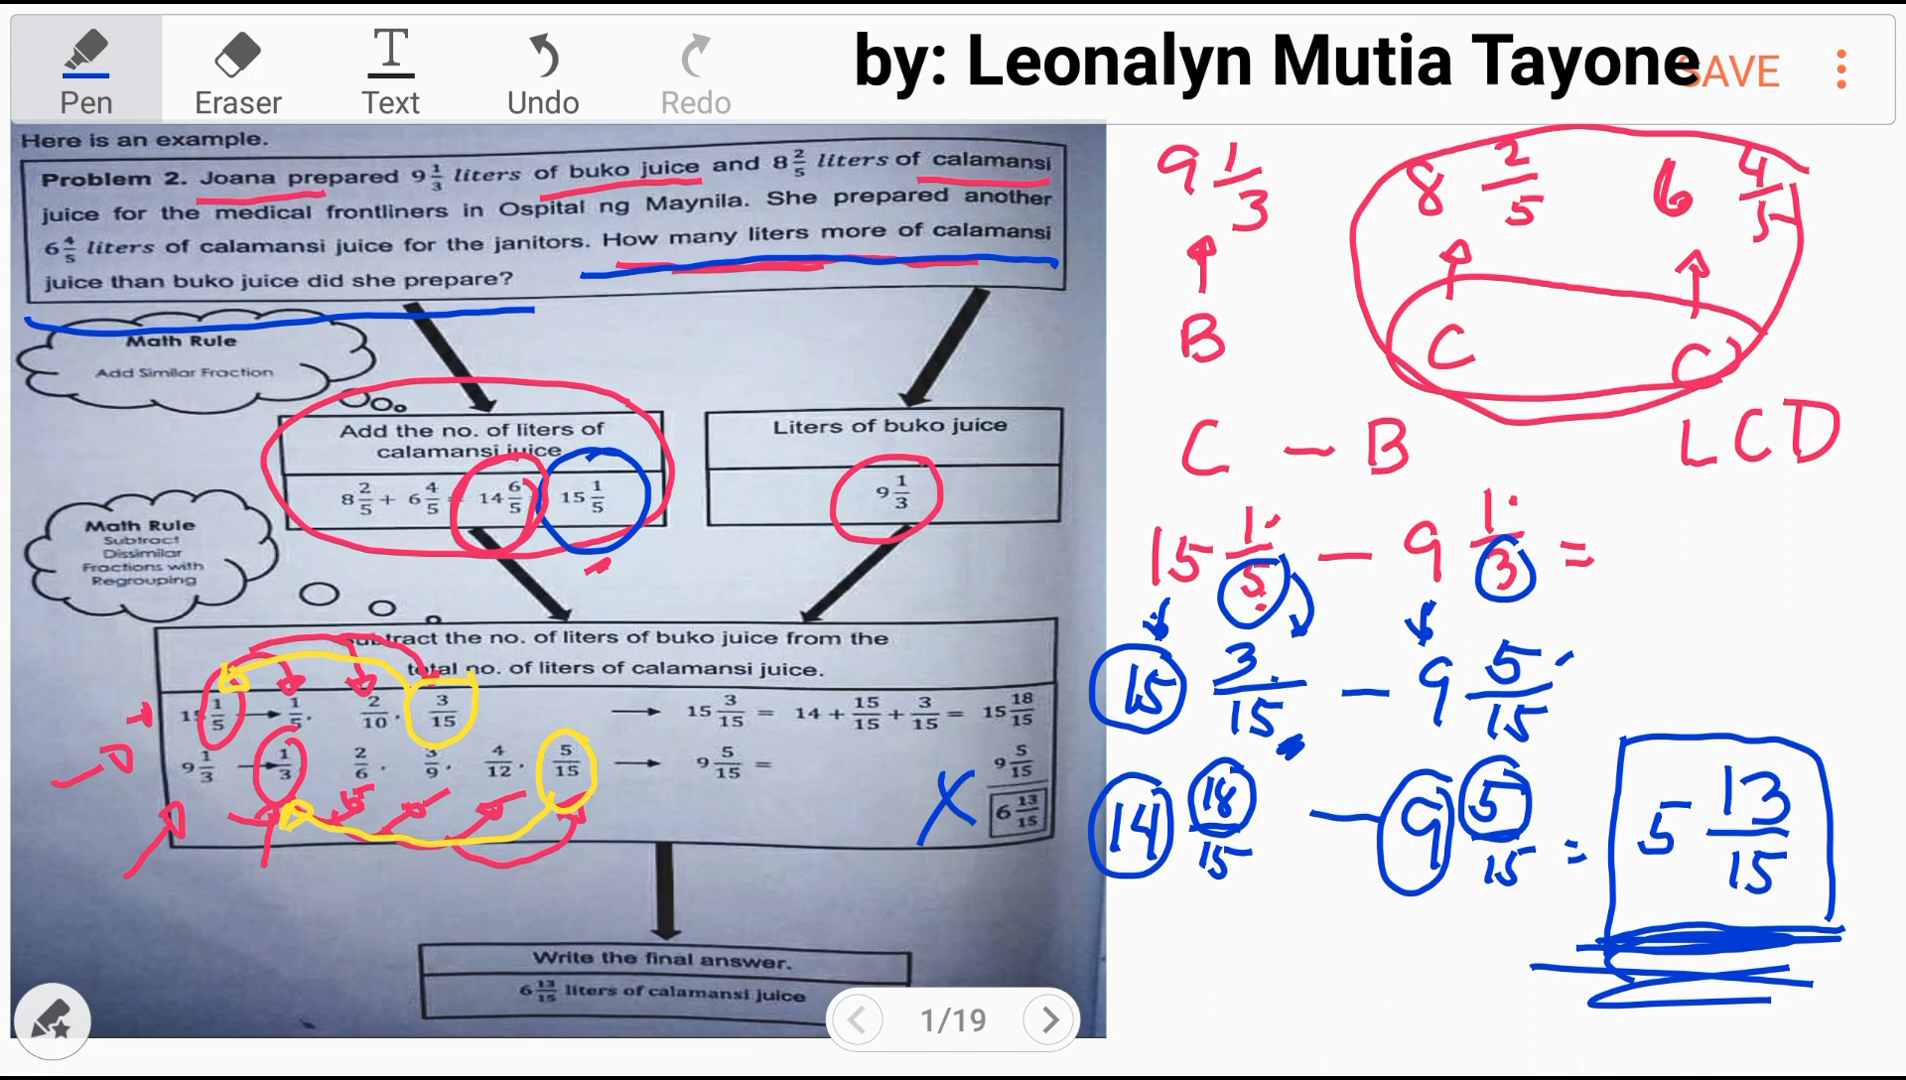 Pen Eraser Text Undo Redo
by: Leonalyn Mutia Tayone
SAVE
Here is an example.
Problem 2. Joana prepared 9 1/3 liters of buko juice and 8 2/5 liters of calamansi
juice for the medical frontliners in Ospital ng Maynila. She prepared another
6 4/5 liters of calamansi juice for the janitors. How many liters more of calamansi
juice than buko juice did she prepare?
Math Rule
Add Similar Fraction
Add the no. of liters of
calamansi juice
8 2/5 + 6 4/5 = 14 6/5 15 1/5
Liters of buko juice
9 1/3
Math Rule
Subtract
Dissimilar
Fractions with
Regrouping
Subtract the no. of liters of buko juice from the
total no. of liters of calamansi juice.
15 1/5 → 1/5, 2/10, 3/15 → 15 3/15 = 14 + 15/15 + 3/15 = 15 18/15
9 1/3 → 1/3 2/6, 3/9, 4/12, 5/15 → 9 5/15 = 9 5/15
6 13/15
Write the final answer.
6 13/15 liters of calamansi juice
1/19
9 1/3 8 2/5 6 4/5
B C C
C - B LCD
15 1/5 - 9 1/3 =
15 3/15 - 9 5/15
14 18/15 - 9 5/15 = 5 13/15
X